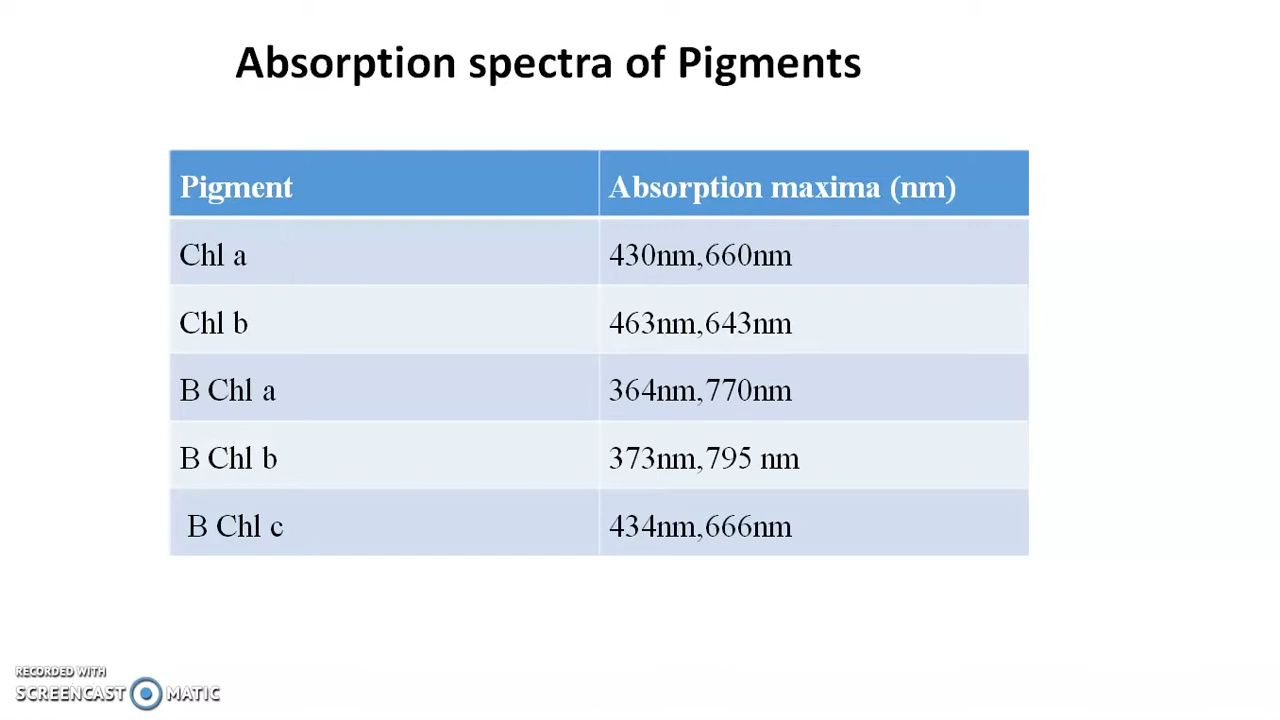 Absorption spectra of Pigments
Pigment Absorption maxima (nm)
Chl a 430nm,660nm
Chl b 463nm,643nm
B Chl a 364nm,770nm
B Chl b 373nm,795 nm
B Chl c 434nm,666nm
RECORDED WITH
SCREENCAST MATIC